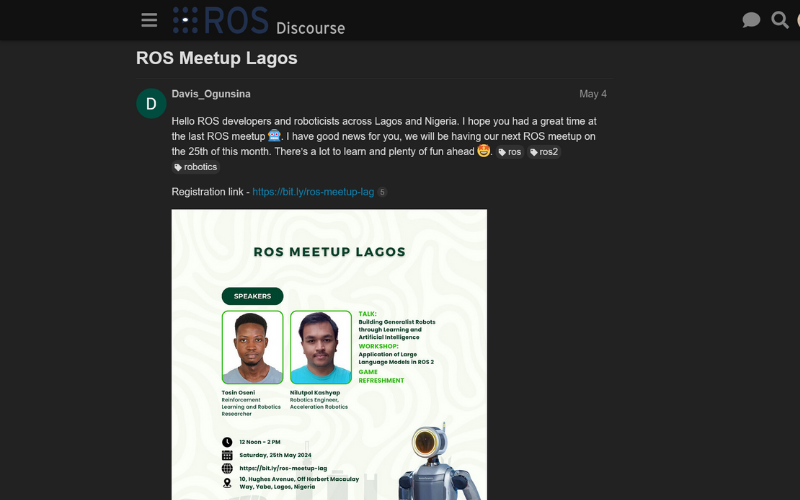 ROS Discourse
ROS Meetup Lagos
D
Davis_Ogunsina
May 4
Hello ROS developers and roboticists across Lagos and Nigeria. I hope you had a great time at
the last ROS meetup 🤖. I have good news for you, we will be having our next ROS meetup on
the 25th of this month. There's a lot to learn and plenty of fun ahead 🤩. ros ros2
robotics
Registration link - https://bit.ly/ros-meetup-lag 5
ROS MEETUP LAGOS
SPEAKERS
Tosin Oseni
Reinforcement
Learning and Robotics
Researcher
Nilutpol Kashyap
Robotics Engineer,
Acceleration Robotics
TALK:
Building Generalist Robots
through Learning and
Artificial Intelligence
WORKSHOP:
Application of Large
Language Models in ROS 2
GAME
REFRESHMENT
12 Noon - 2 PM
Saturday, 25th May 2024
https://bit.ly/ros-meetup-lag
10, Hughes Avenue, Off Herbert Macaulay
Way, Yaba, Lagos, Nigeria